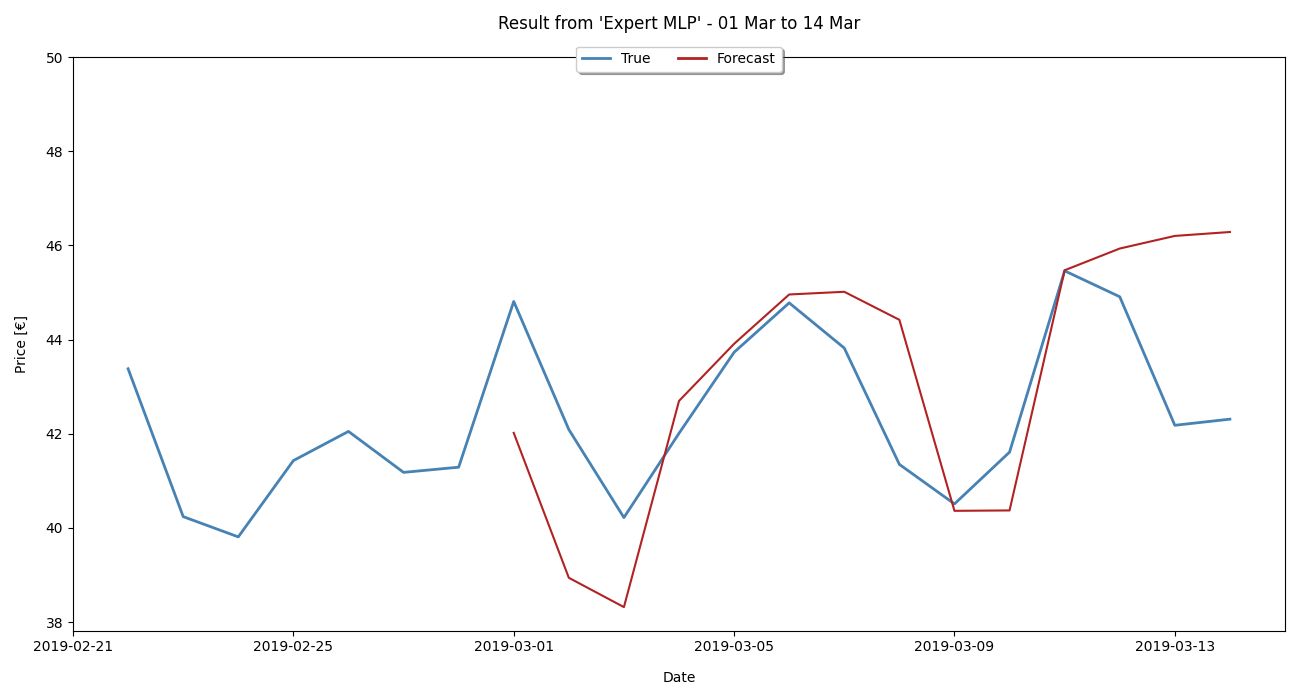 Result from 'Expert MLP' - 01 Mar to 14 Mar
True Forecast
50
48
46
44
42
40
38
Price [€]
2019-02-21 2019-02-25 2019-03-01 2019-03-05 2019-03-09 2019-03-13
Date